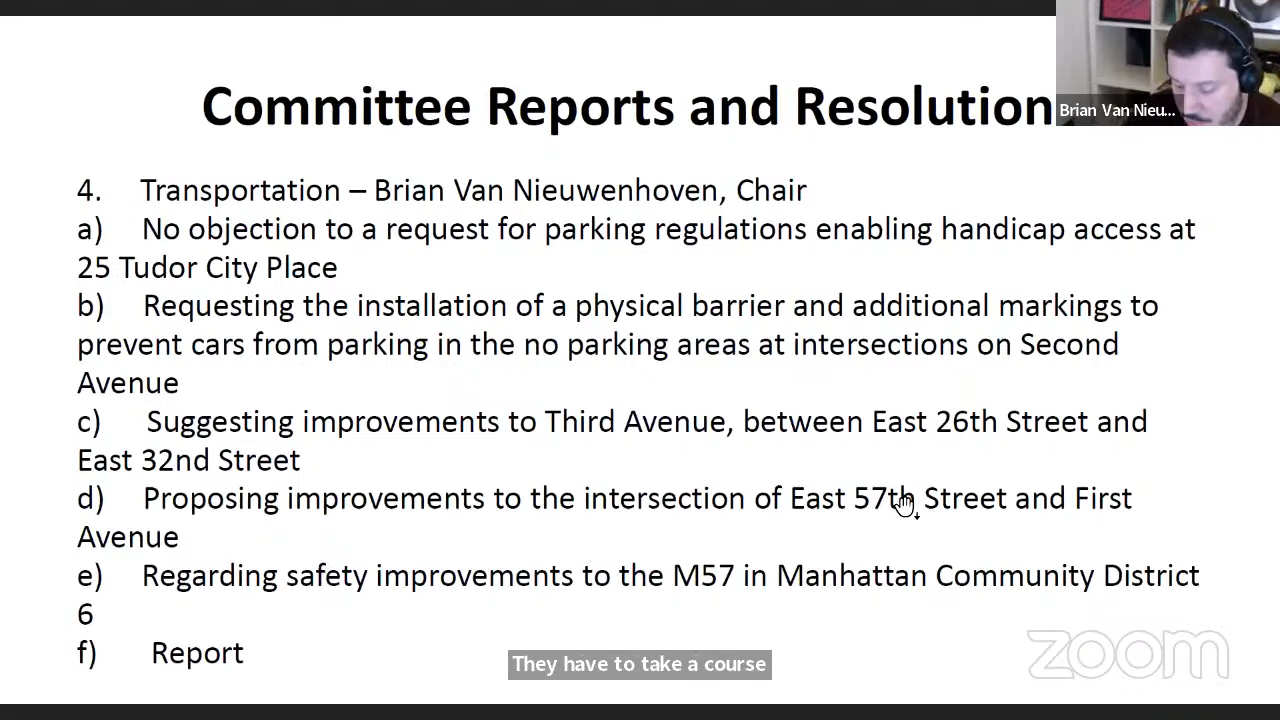 Committee Reports and Resolution
Brian Van Nieu...
4. Transportation – Brian Van Nieuwenhoven, Chair
a) No objection to a request for parking regulations enabling handicap access at
25 Tudor City Place
b) Requesting the installation of a physical barrier and additional markings to
prevent cars from parking in the no parking areas at intersections on Second
Avenue
c) Suggesting improvements to Third Avenue, between East 26th Street and
East 32nd Street
d) Proposing improvements to the intersection of East 57th Street and First
Avenue
e) Regarding safety improvements to the M57 in Manhattan Community District
6
f) Report
They have to take a course
zoom